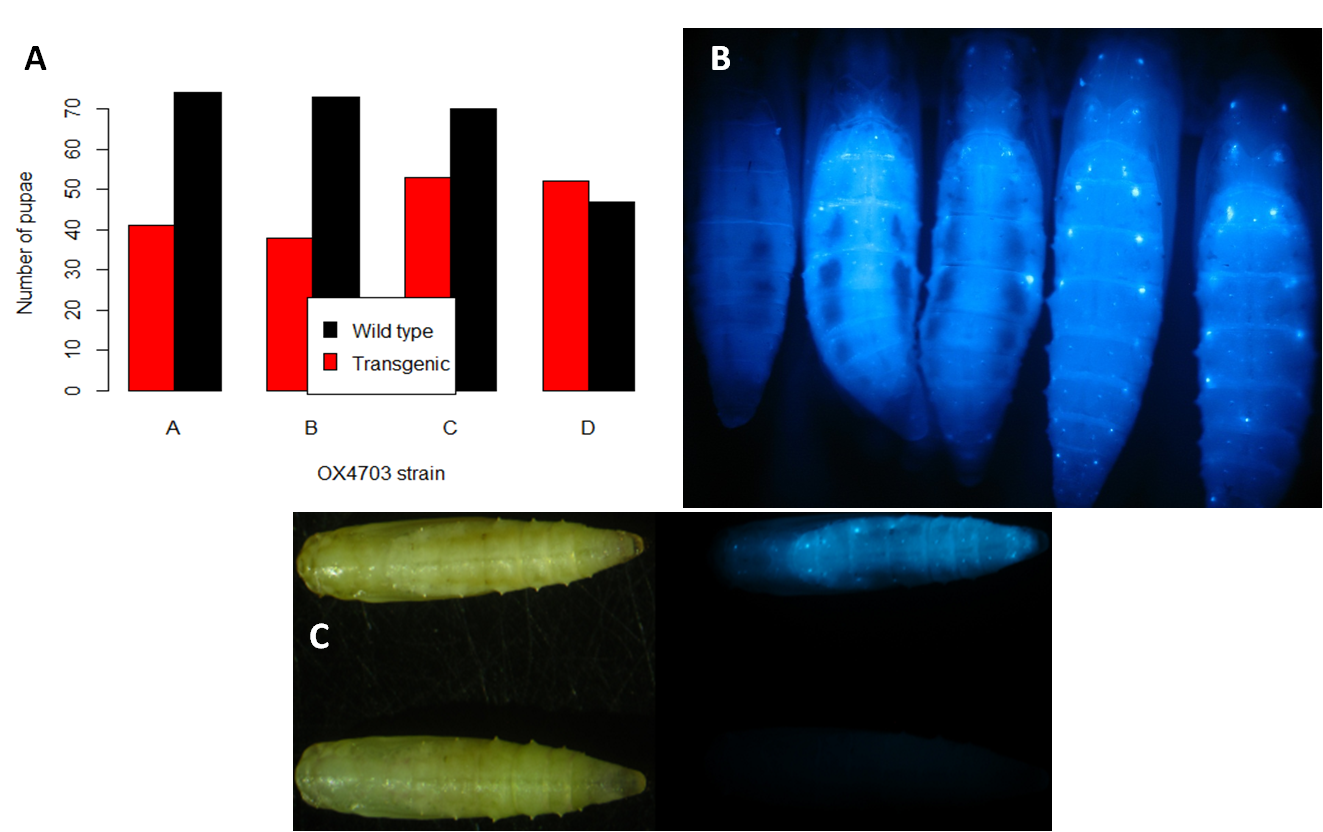 A
B
Number of pupae
70
60
50
40
30
20
10
0
Wild type
Transgenic
A B C D
OX4703 strain
C